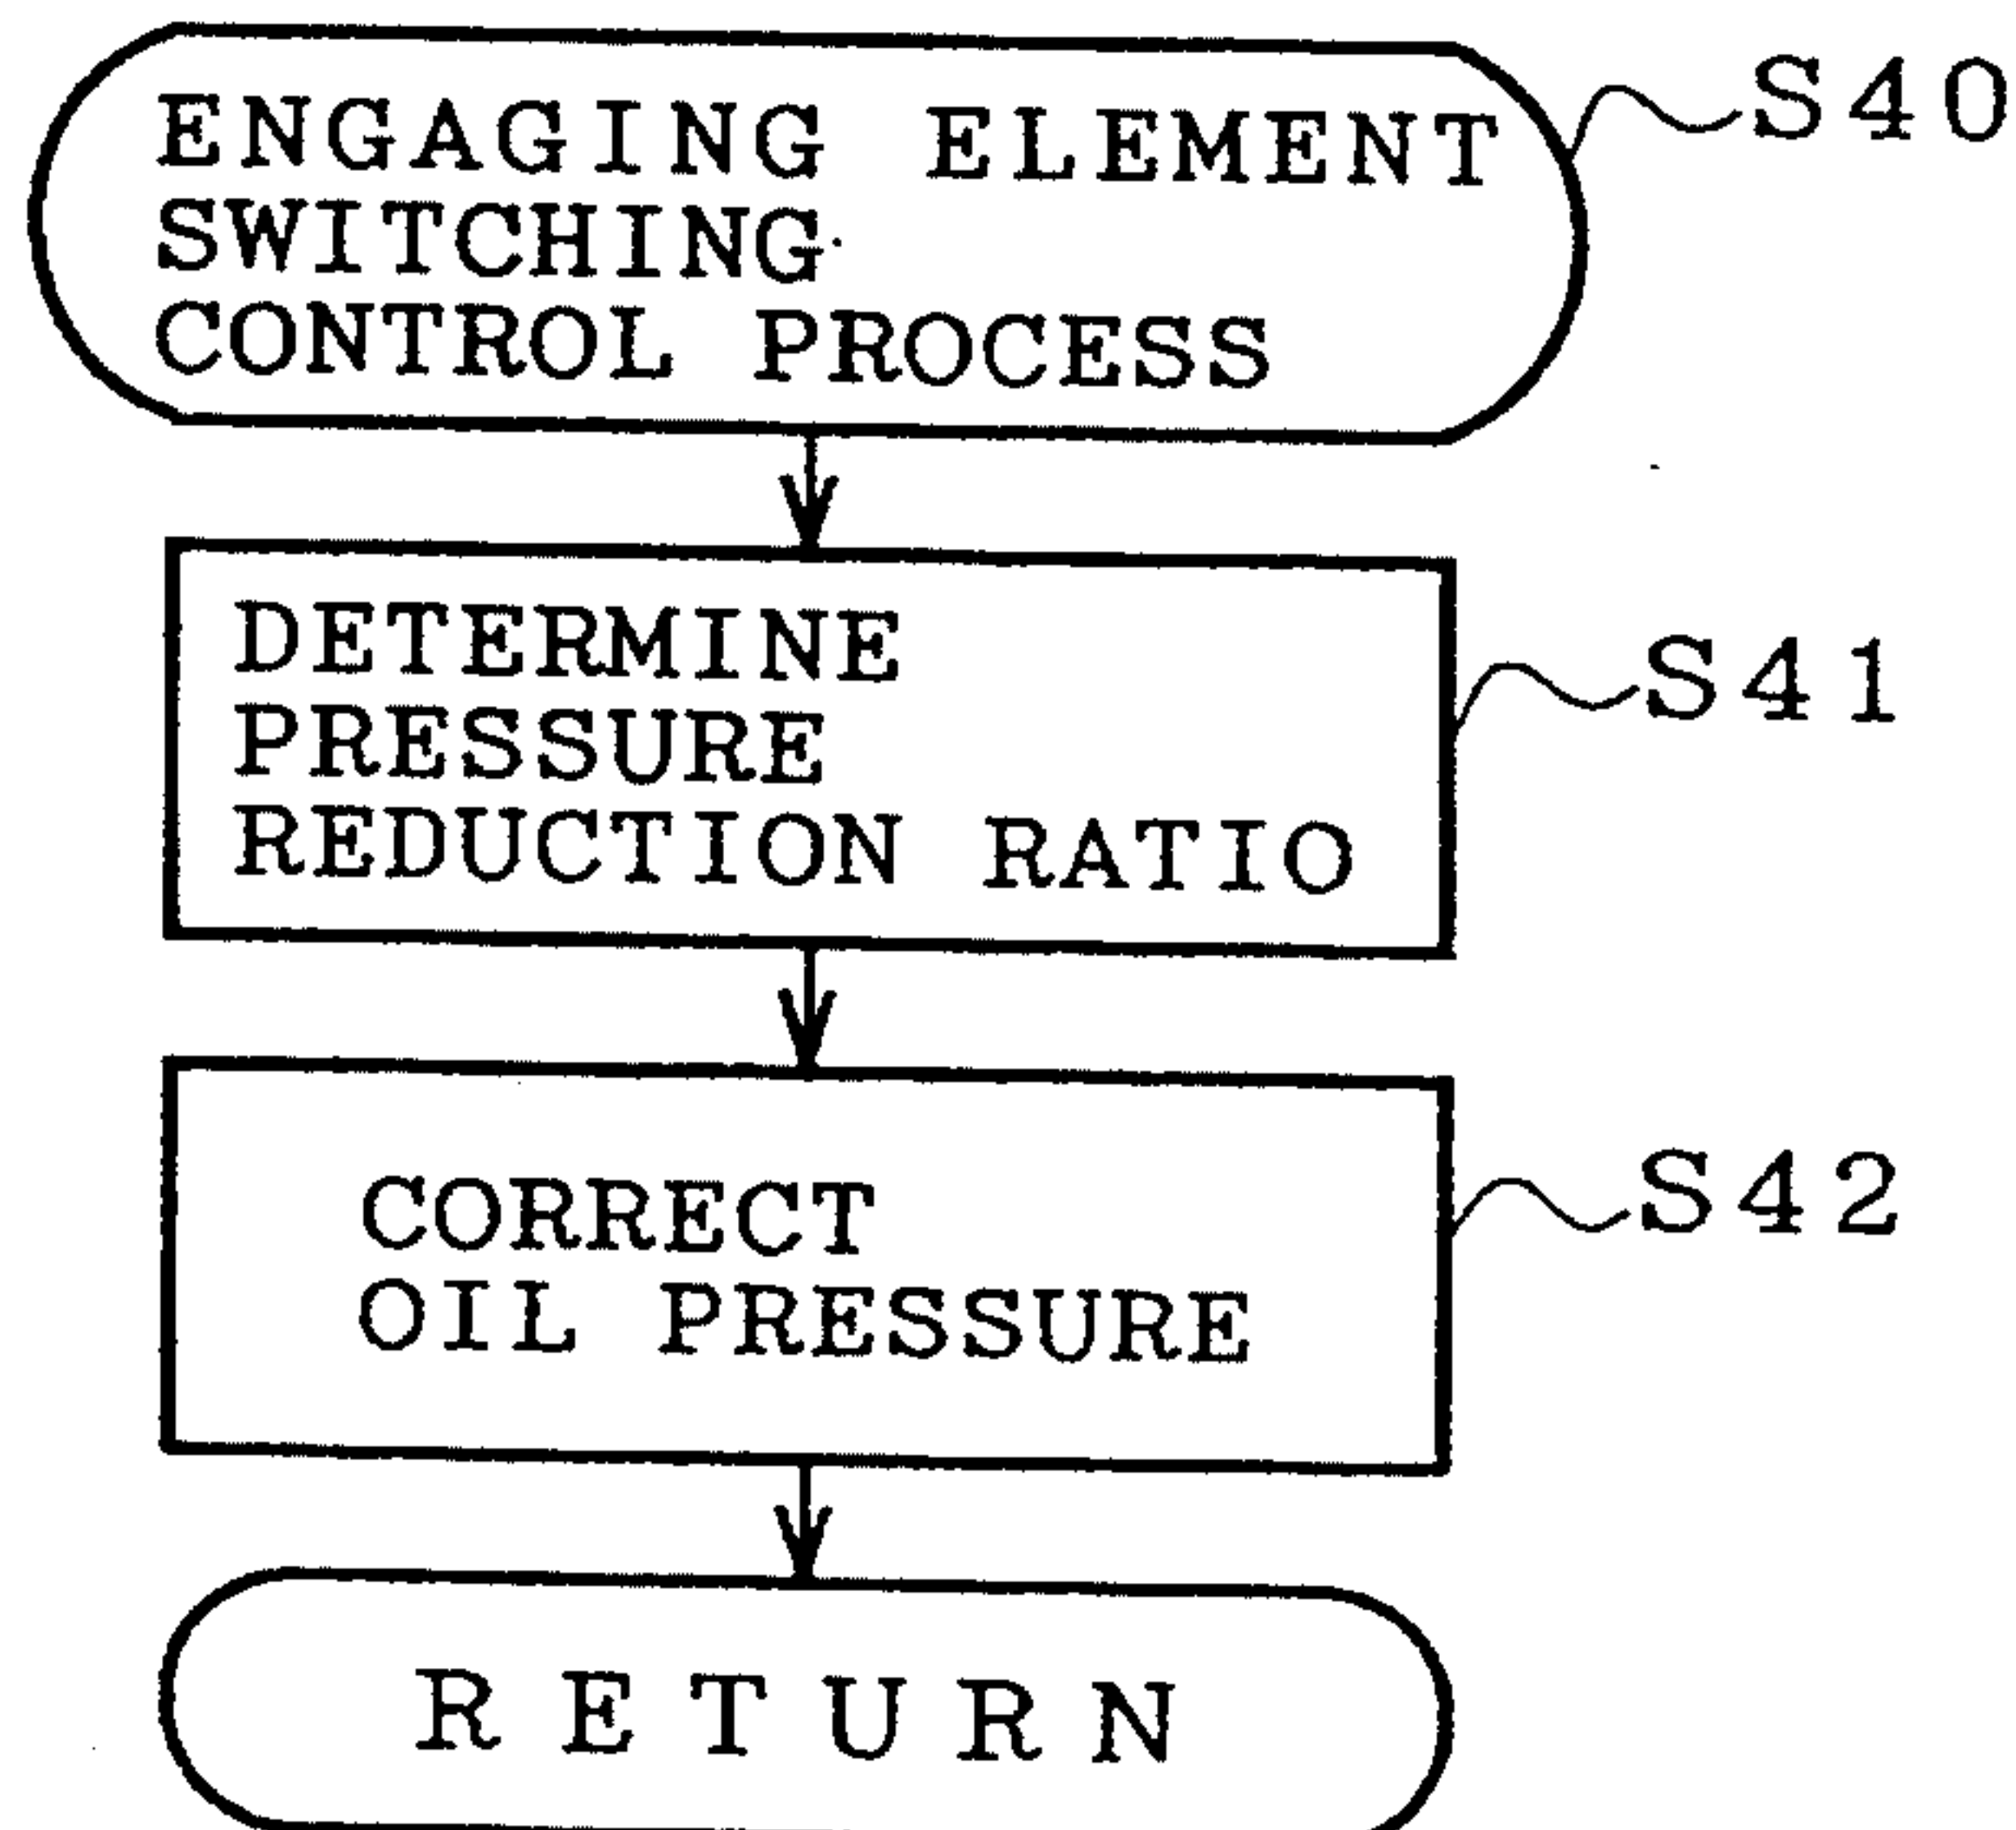 ENGAGING ELEMENT
SWITCHING
CONTROL PROCESS
S40
DETERMINE
PRESSURE
REDUCTION RATIO
S41
CORRECT
OIL PRESSURE
S42
RETURN